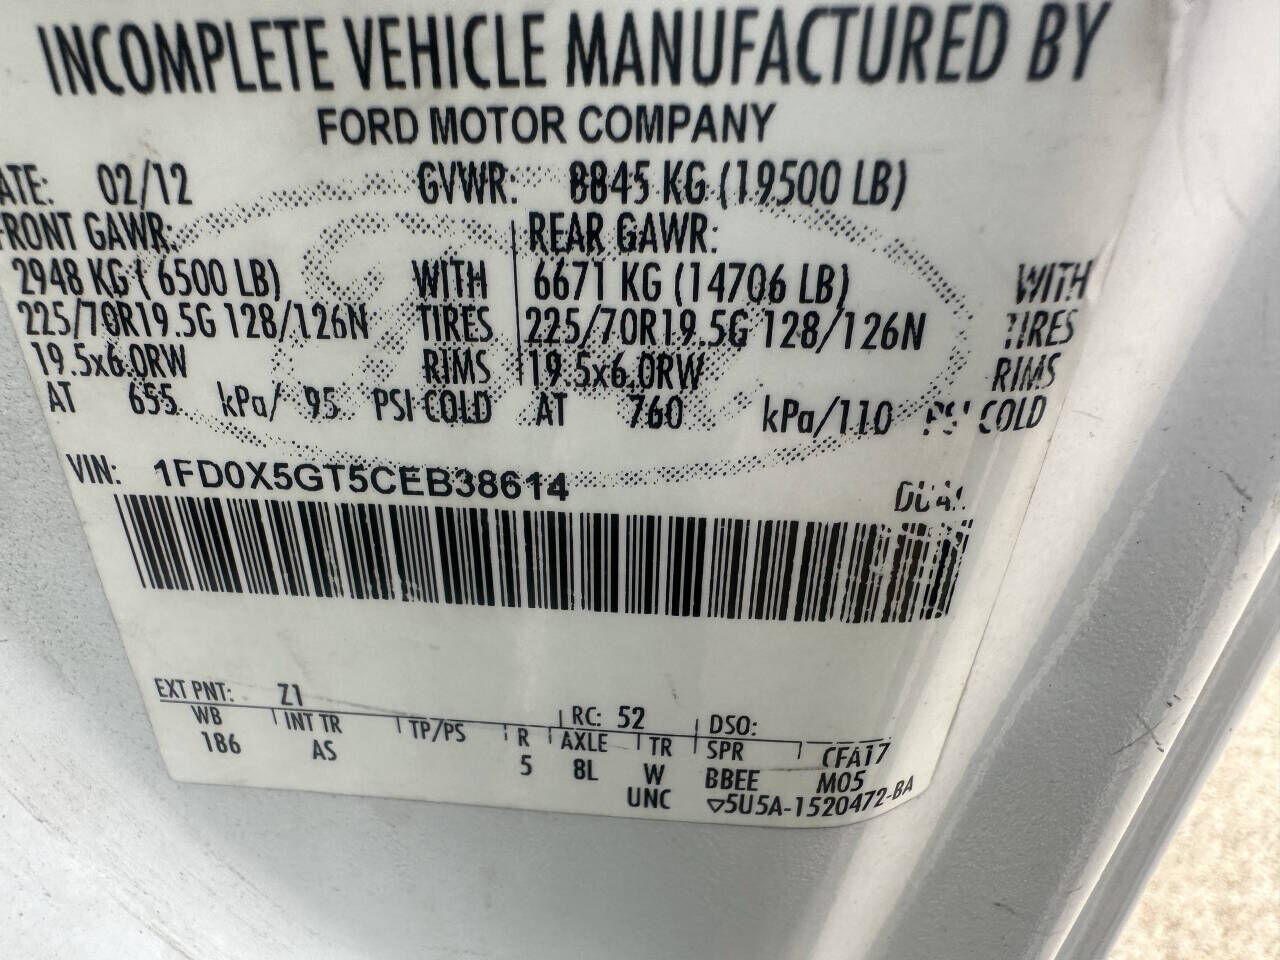 INCOMPLETE VEHICLE MANUFACTURED BY
FORD MOTOR COMPANY
ATE: 02/12 GVWR: 8845 KG (19500 LB)
FRONT GAWR: REAR GAWR:
2948 KG ( 6500 LB) WITH 6671 KG (14706 LB) WITH
225/70R19.5G 128/126N TIRES 225/70R19.5G 128/126N TIRES
19.5x6.0RW RIMS 19.5x6.0RW RIMS
AT 655 kPa/ 95 PSI COLD AT 760 kPa/110 PSI COLD
VIN: 1FD0X5GT5CEB38614
DUAL
EXT PNT: Z1 RC: 52 DSO:
WB INT TR TP/PS R AXLE TR SPR CFA17
186 AS 5 8L W BBEE M05
UNC ▽5U5A-1520472-BA